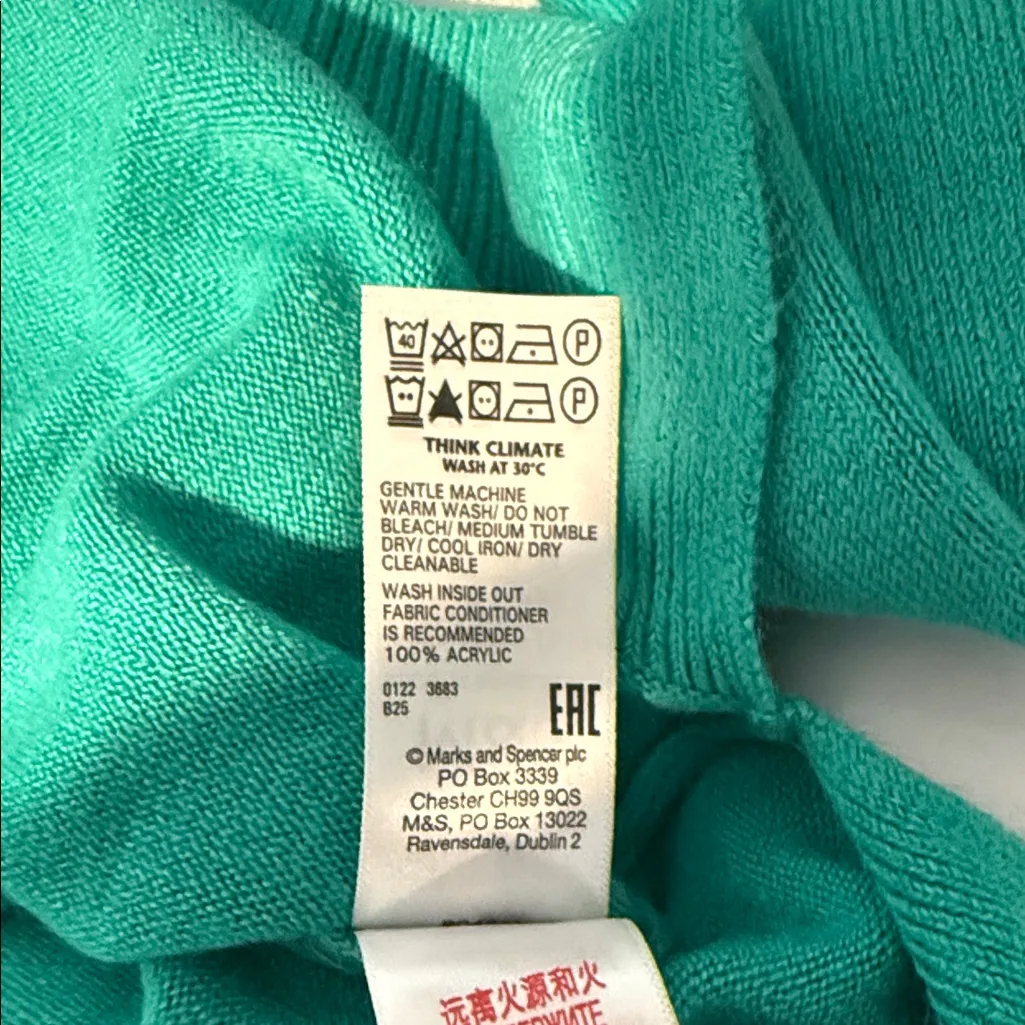 40 P
P
THINK CLIMATE
WASH AT 30°C
GENTLE MACHINE
WARM WASH/ DO NOT
BLEACH/ MEDIUM TUMBLE
DRY/ COOL IRON/ DRY
CLEANABLE
WASH INSIDE OUT
FABRIC CONDITIONER
IS RECOMMENDED
100% ACRYLIC
0122 3683
B25
EAC
© Marks and Spencer plc
PO Box 3339
Chester CH99 9QS
M&S, PO Box 13022
Ravensdale, Dublin 2
远离火源和火